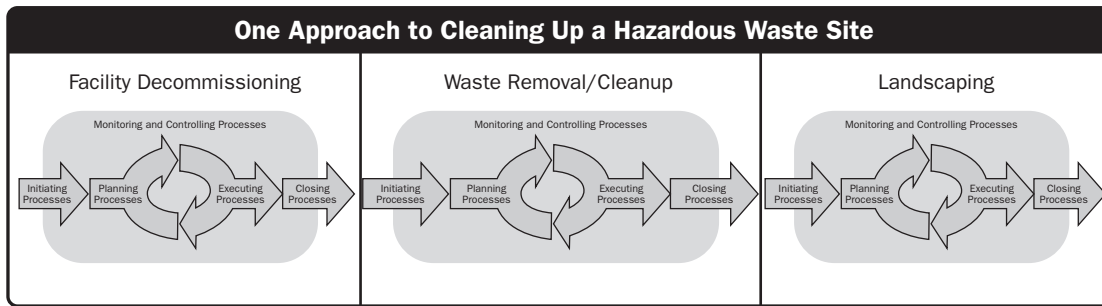 One Approach to Cleaning Up a Hazardous Waste Site
Facility Decommissioning
Monitoring and Controlling Processes
Initiating
Processes
Planning
Processes
Executing
Processes
Closing
Processes
Waste Removal/Cleanup
Monitoring and Controlling Processes
Initiating
Processes
Planning
Processes
Executing
Processes
Closing
Processes
Landscaping
Monitoring and Controlling Processes
Initiating
Processes
Planning
Processes
Executing
Processes
Closing
Processes